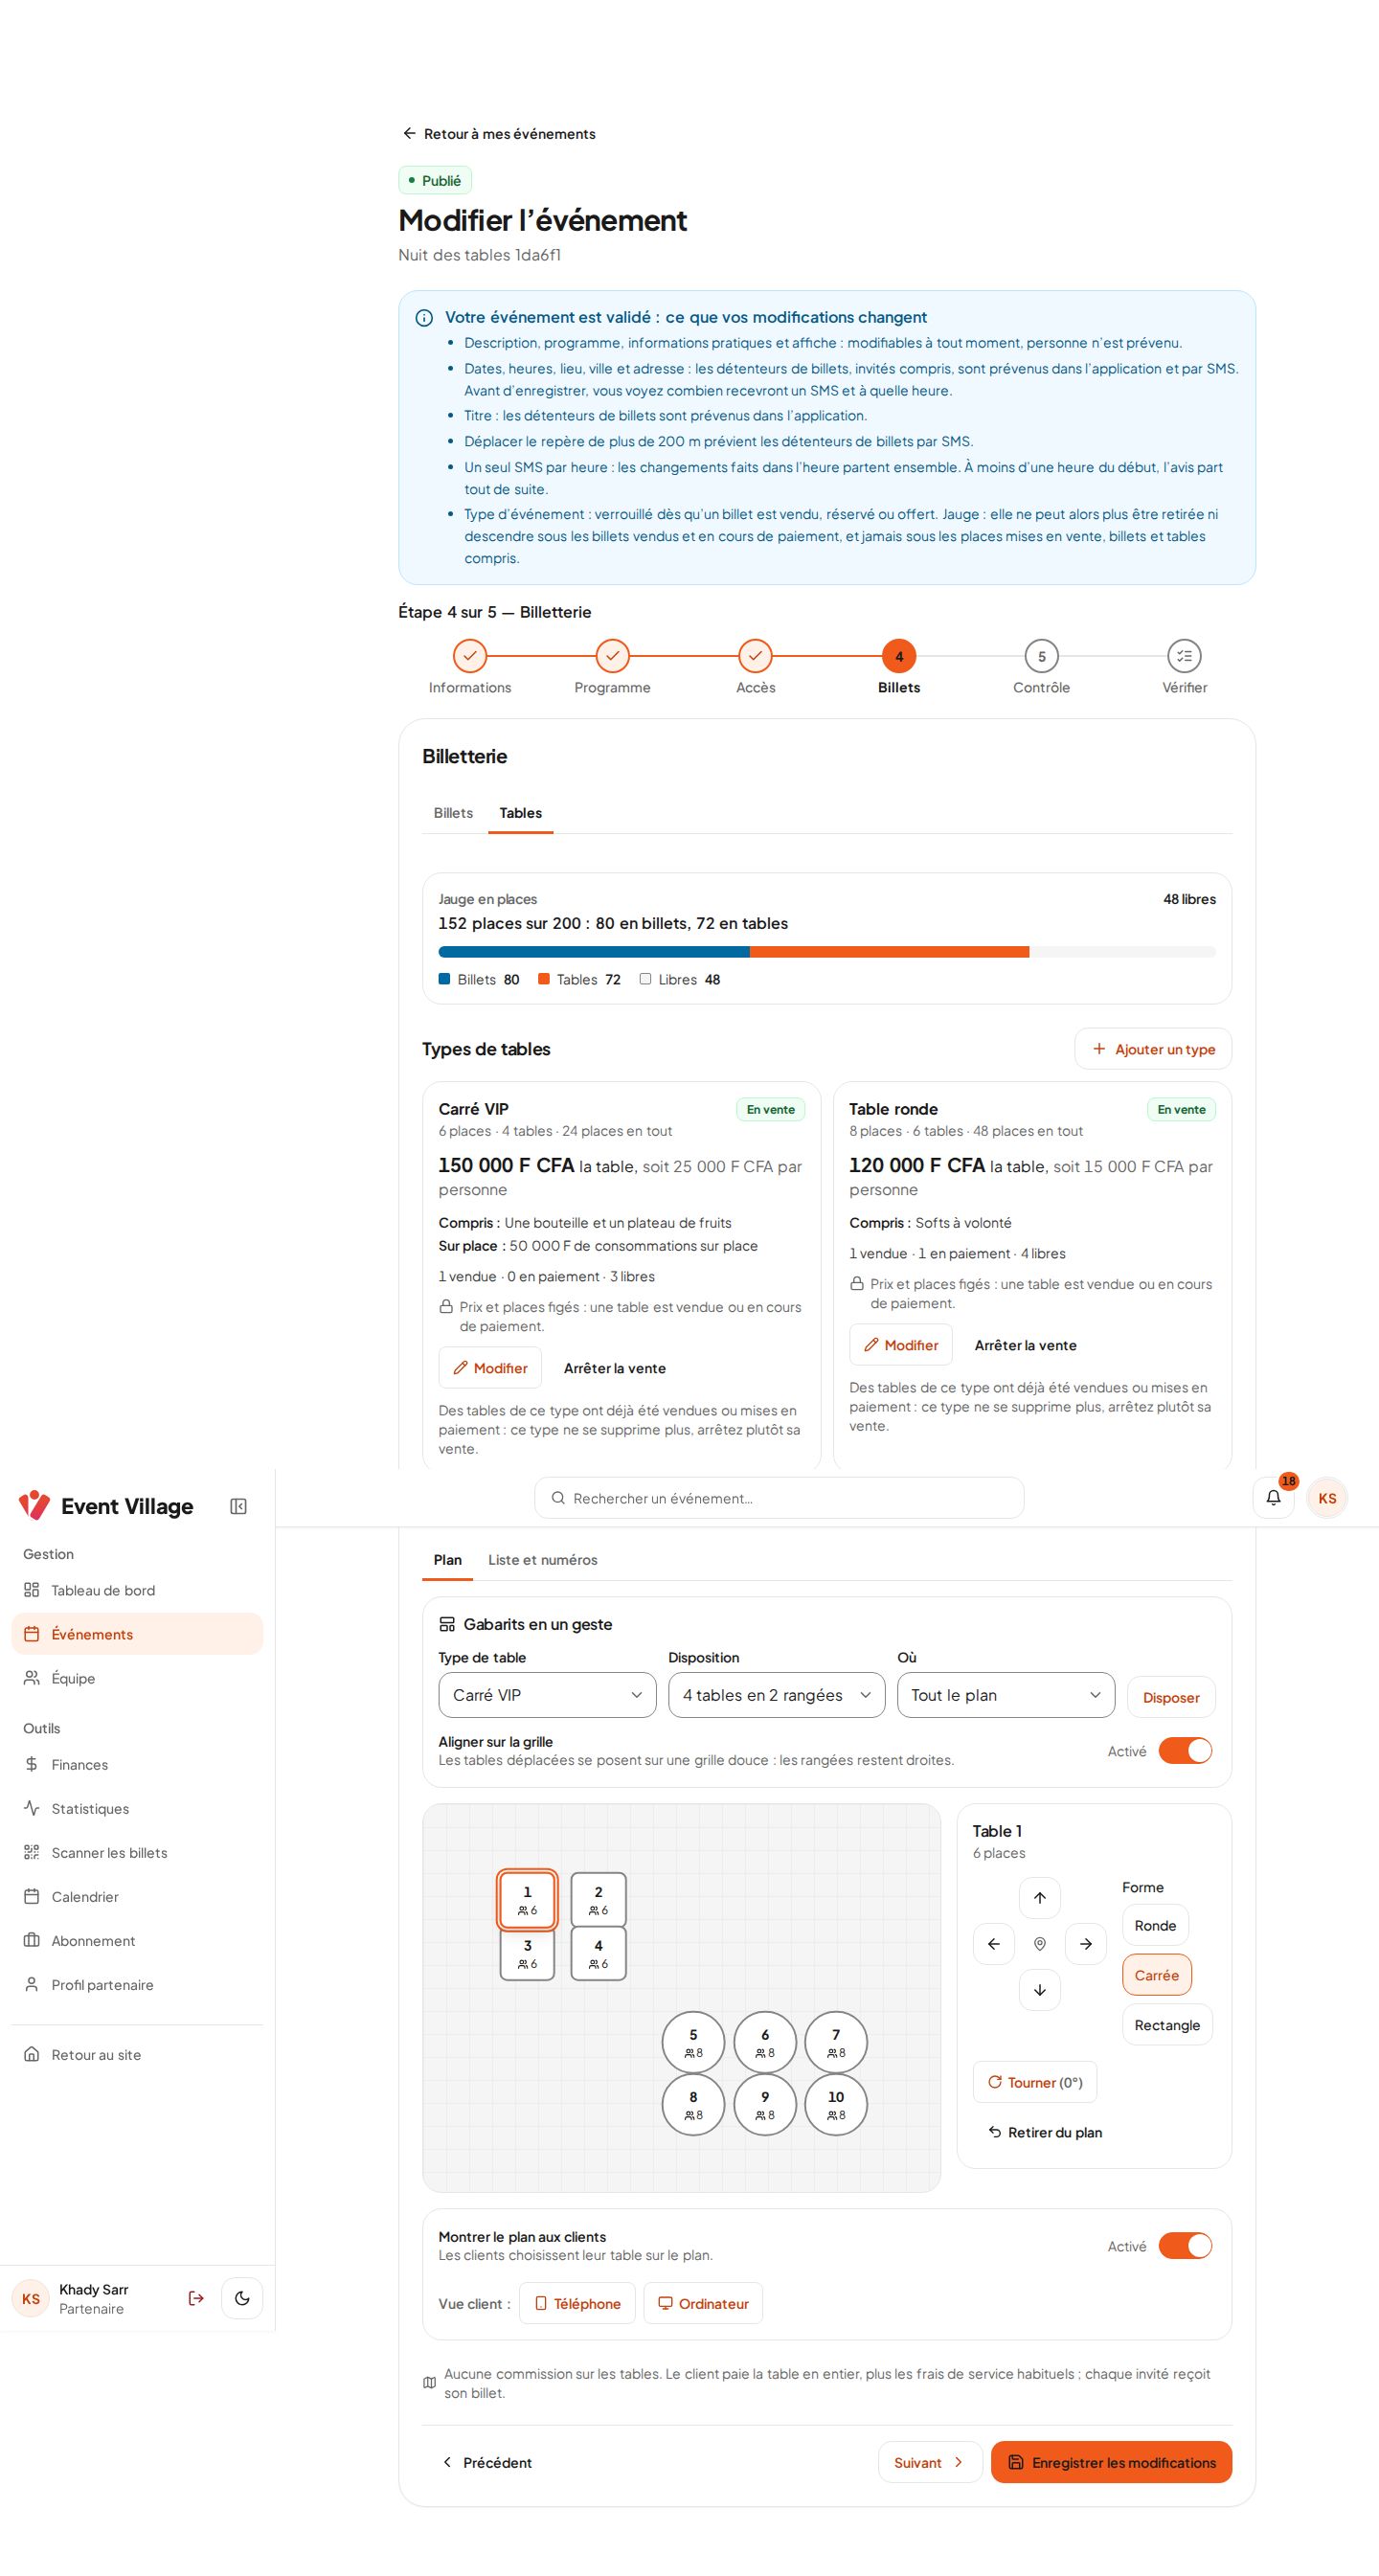 Retour à mes événements
Publié
Modifier l’événement
Nuit des tables 1da6f1
Votre événement est validé : ce que vos modifications changent
Description, programme, informations pratiques et affiche : modifiables à tout moment, personne n’est prévenu.
Dates, heures, lieu, ville et adresse : les détenteurs de billets, invités compris, sont prévenus dans l’application et par SMS.
Avant d’enregistrer, vous voyez combien recevront un SMS et à quelle heure.
Titre : les détenteurs de billets sont prévenus dans l’application.
Déplacer le repère de plus de 200 m prévient les détenteurs de billets par SMS.
Un seul SMS par heure : les changements faits dans l’heure partent ensemble. À moins d’une heure du début, l’avis part
tout de suite.
Type d’événement : verrouillé dès qu’un billet est vendu, réservé ou offert. Jauge : elle ne peut alors plus être retirée ni
descendre sous les billets vendus et en cours de paiement, et jamais sous les places mises en vente, billets et tables
compris.
Étape 4 sur 5 — Billetterie
4
5
Informations
Programme
Accès
Billets
Contrôle
Vérifier
Billetterie
Billets
Tables
Jauge en places
48 libres
152 places sur 200 : 80 en billets, 72 en tables
Billets 80
Tables 72
Libres 48
Types de tables
Ajouter un type
Carré VIP
En vente
6 places · 4 tables · 24 places en tout
150 000 F CFA la table, soit 25 000 F CFA par
personne
Compris : Une bouteille et un plateau de fruits
Sur place : 50 000 F de consommations sur place
1 vendue · 0 en paiement · 3 libres
Prix et places figés : une table est vendue ou en cours
de paiement.
Modifier
Arrêter la vente
Des tables de ce type ont déjà été vendues ou mises en
paiement : ce type ne se supprime plus, arrêtez plutôt sa
vente.
Table ronde
En vente
8 places · 6 tables · 48 places en tout
120 000 F CFA la table, soit 15 000 F CFA par
personne
Compris : Softs à volonté
1 vendue · 1 en paiement · 4 libres
Prix et places figés : une table est vendue ou en cours
de paiement.
Modifier
Arrêter la vente
Des tables de ce type ont déjà été vendues ou mises en
paiement : ce type ne se supprime plus, arrêtez plutôt sa
vente.
Event Village
Rechercher un événement...
18
KS
Gestion
Tableau de bord
Événements
Équipe
Outils
Finances
Statistiques
Scanner les billets
Calendrier
Abonnement
Profil partenaire
Retour au site
KS
Khady Sarr
Partenaire
Plan
Liste et numéros
Gabarits en un geste
Type de table
Disposition
Où
Carré VIP
4 tables en 2 rangées
Tout le plan
Disposer
Aligner sur la grille
Les tables déplacées se posent sur une grille douce : les rangées restent droites.
Activé
1
6
2
6
3
6
4
6
5
8
6
8
7
8
8
8
9
8
10
8
Table 1
6 places
Forme
Ronde
Carrée
Rectangle
Tourner (0°)
Retirer du plan
Montrer le plan aux clients
Les clients choisissent leur table sur le plan.
Activé
Vue client :
Téléphone
Ordinateur
Aucune commission sur les tables. Le client paie la table en entier, plus les frais de service habituels ; chaque invité reçoit
son billet.
Précédent
Suivant
Enregistrer les modifications